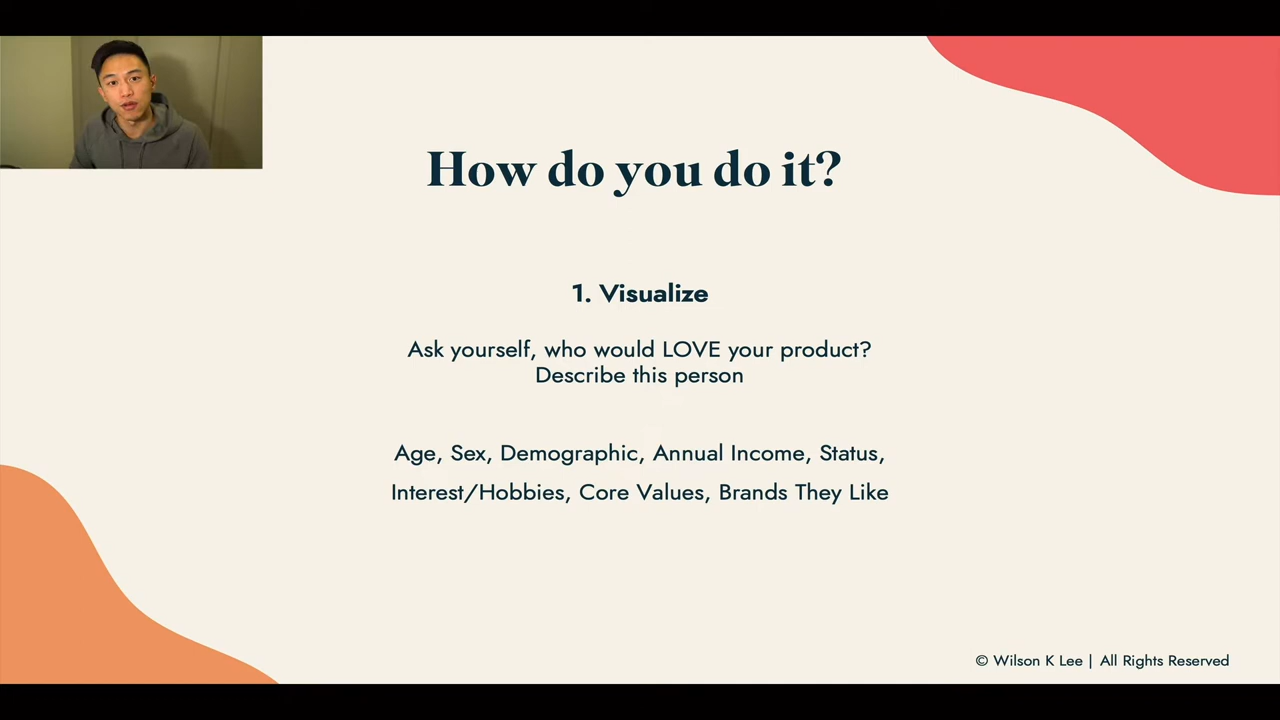 How do you do it?
1. Visualize
Ask yourself, who would LOVE your product?
Describe this person
Age, Sex, Demographic, Annual Income, Status,
Interest/Hobbies, Core Values, Brands They Like
© Wilson K Lee | All Rights Reserved